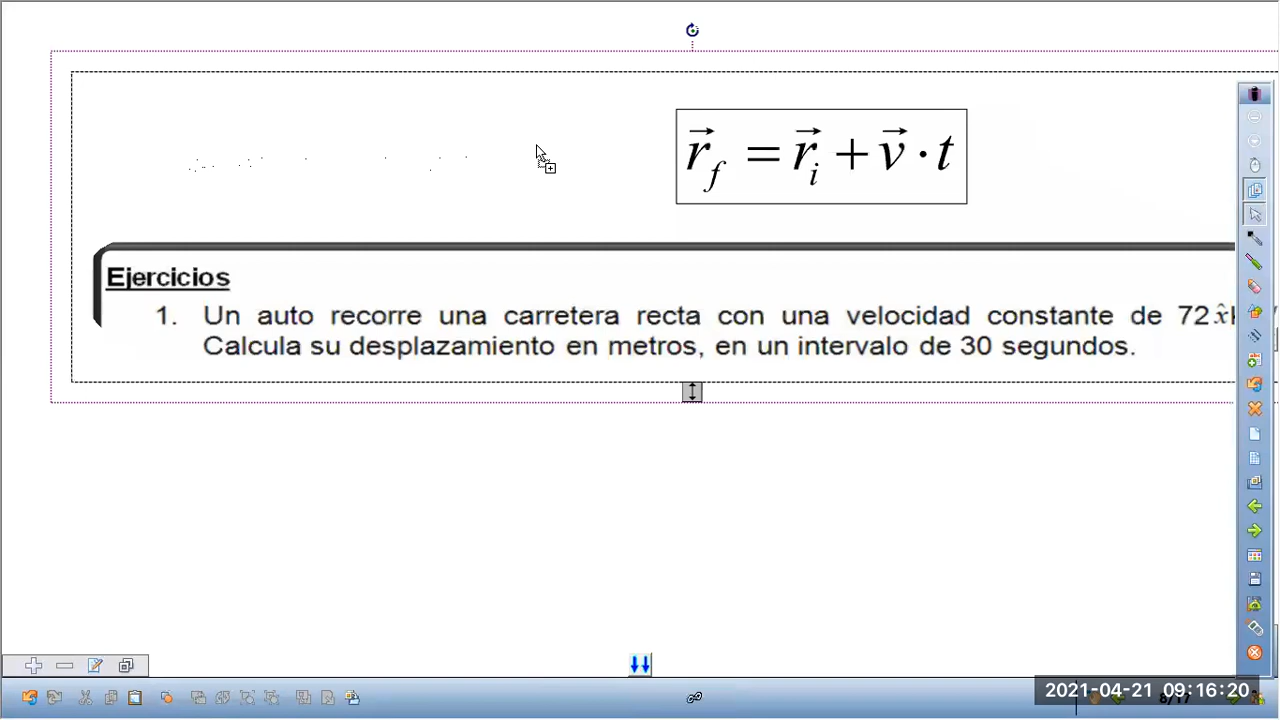 r⃗f = r⃗i + v⃗ · t
Ejercicios
1. Un auto recorre una carretera recta con una velocidad constante de 72 x̂
Calcula su desplazamiento en metros, en un intervalo de 30 segundos.
2021-04-21 09:16:20